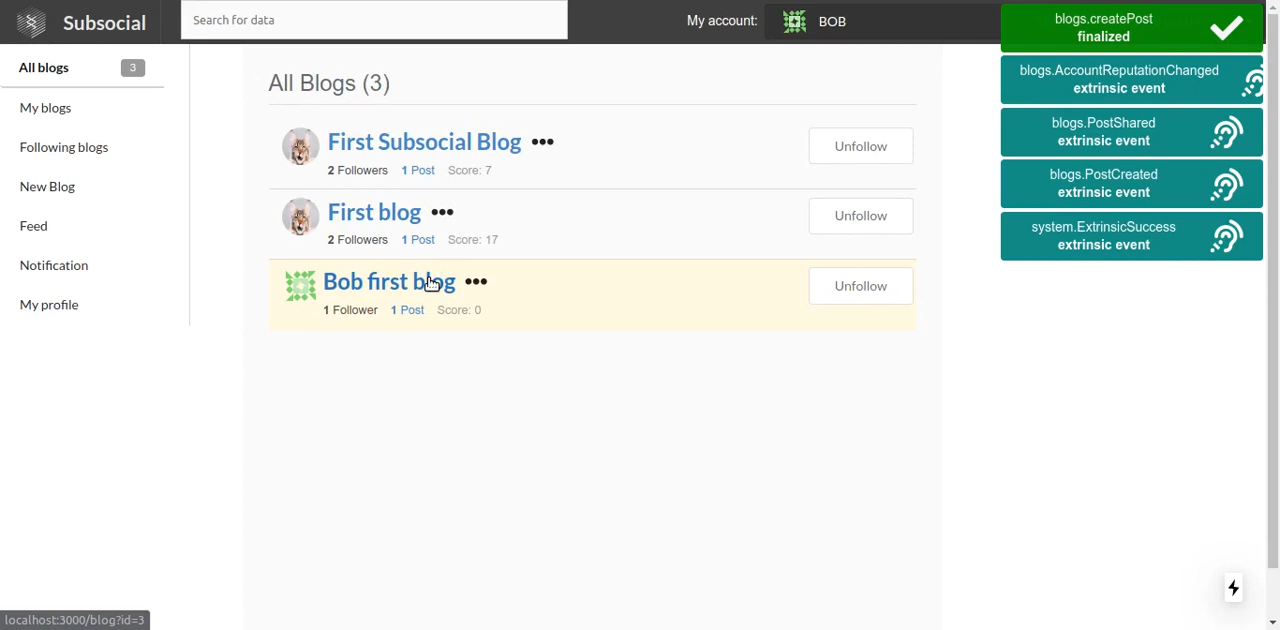 Subsocial
Search for data
My account:
BOB
blogs.createPost
finalized
blogs.AccountReputationChanged
extrinsic event
blogs.PostShared
extrinsic event
blogs.PostCreated
extrinsic event
system.ExtrinsicSuccess
extrinsic event
All blogs 3
My blogs
Following blogs
New Blog
Feed
Notification
My profile
All Blogs (3)
First Subsocial Blog •••
Unfollow
2 Followers 1 Post Score: 7
First blog •••
Unfollow
2 Followers 1 Post Score: 17
Bob first blog •••
Unfollow
1 Follower 1 Post Score: 0
localhost:3000/blog?id=3